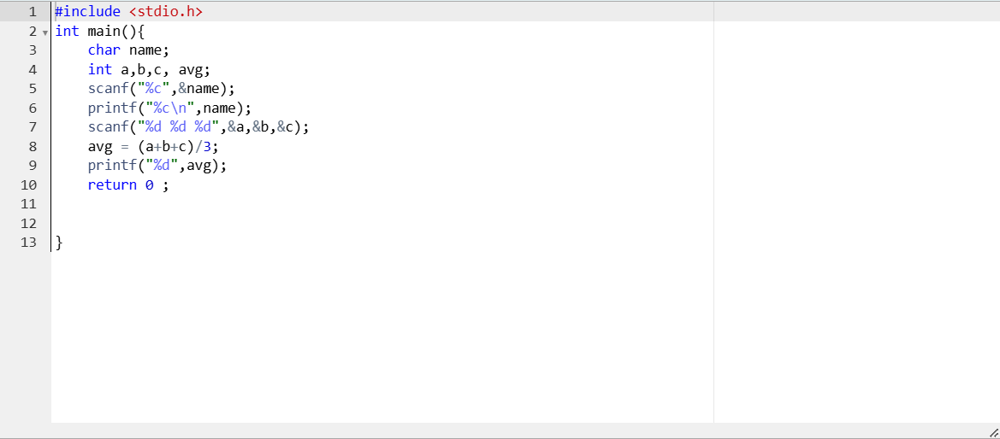 1 #include <stdio.h>
2 int main(){
3     char name;
4     int a,b,c, avg;
5     scanf("%c",&name);
6     printf("%c\n",name);
7     scanf("%d %d %d",&a,&b,&c);
8     avg = (a+b+c)/3;
9     printf("%d",avg);
10     return 0 ;
11
12
13 }